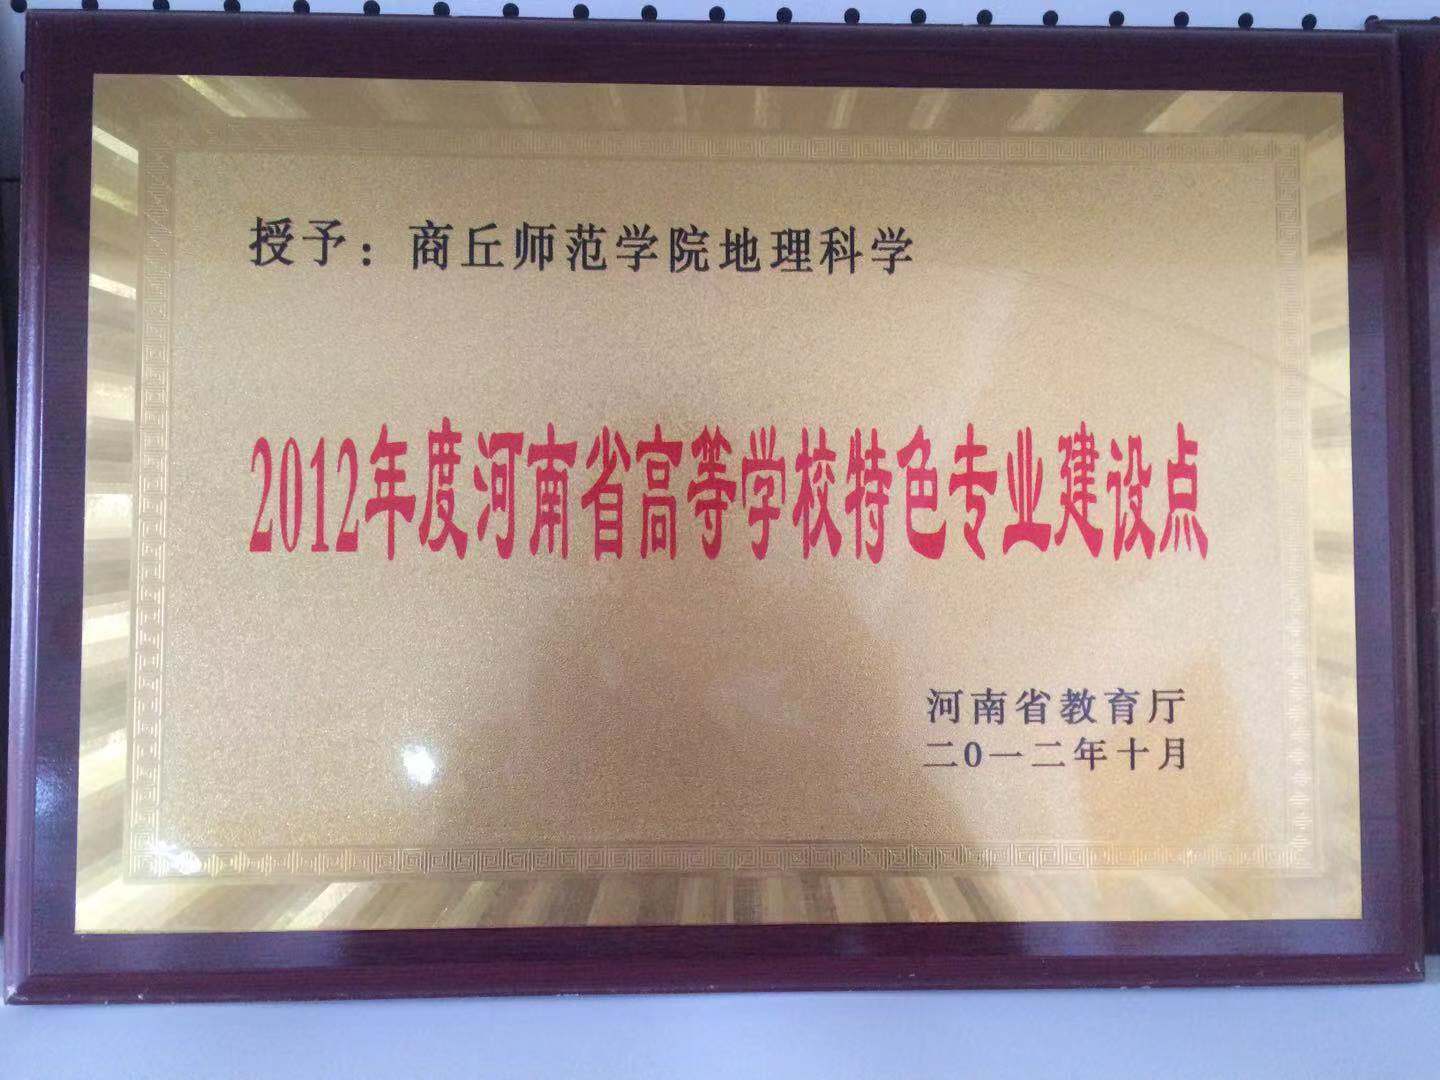 授予：商丘师范学院地理科学
2012年度河南省高等学校特色专业建设点
河南省教育厅
二0一二年十月